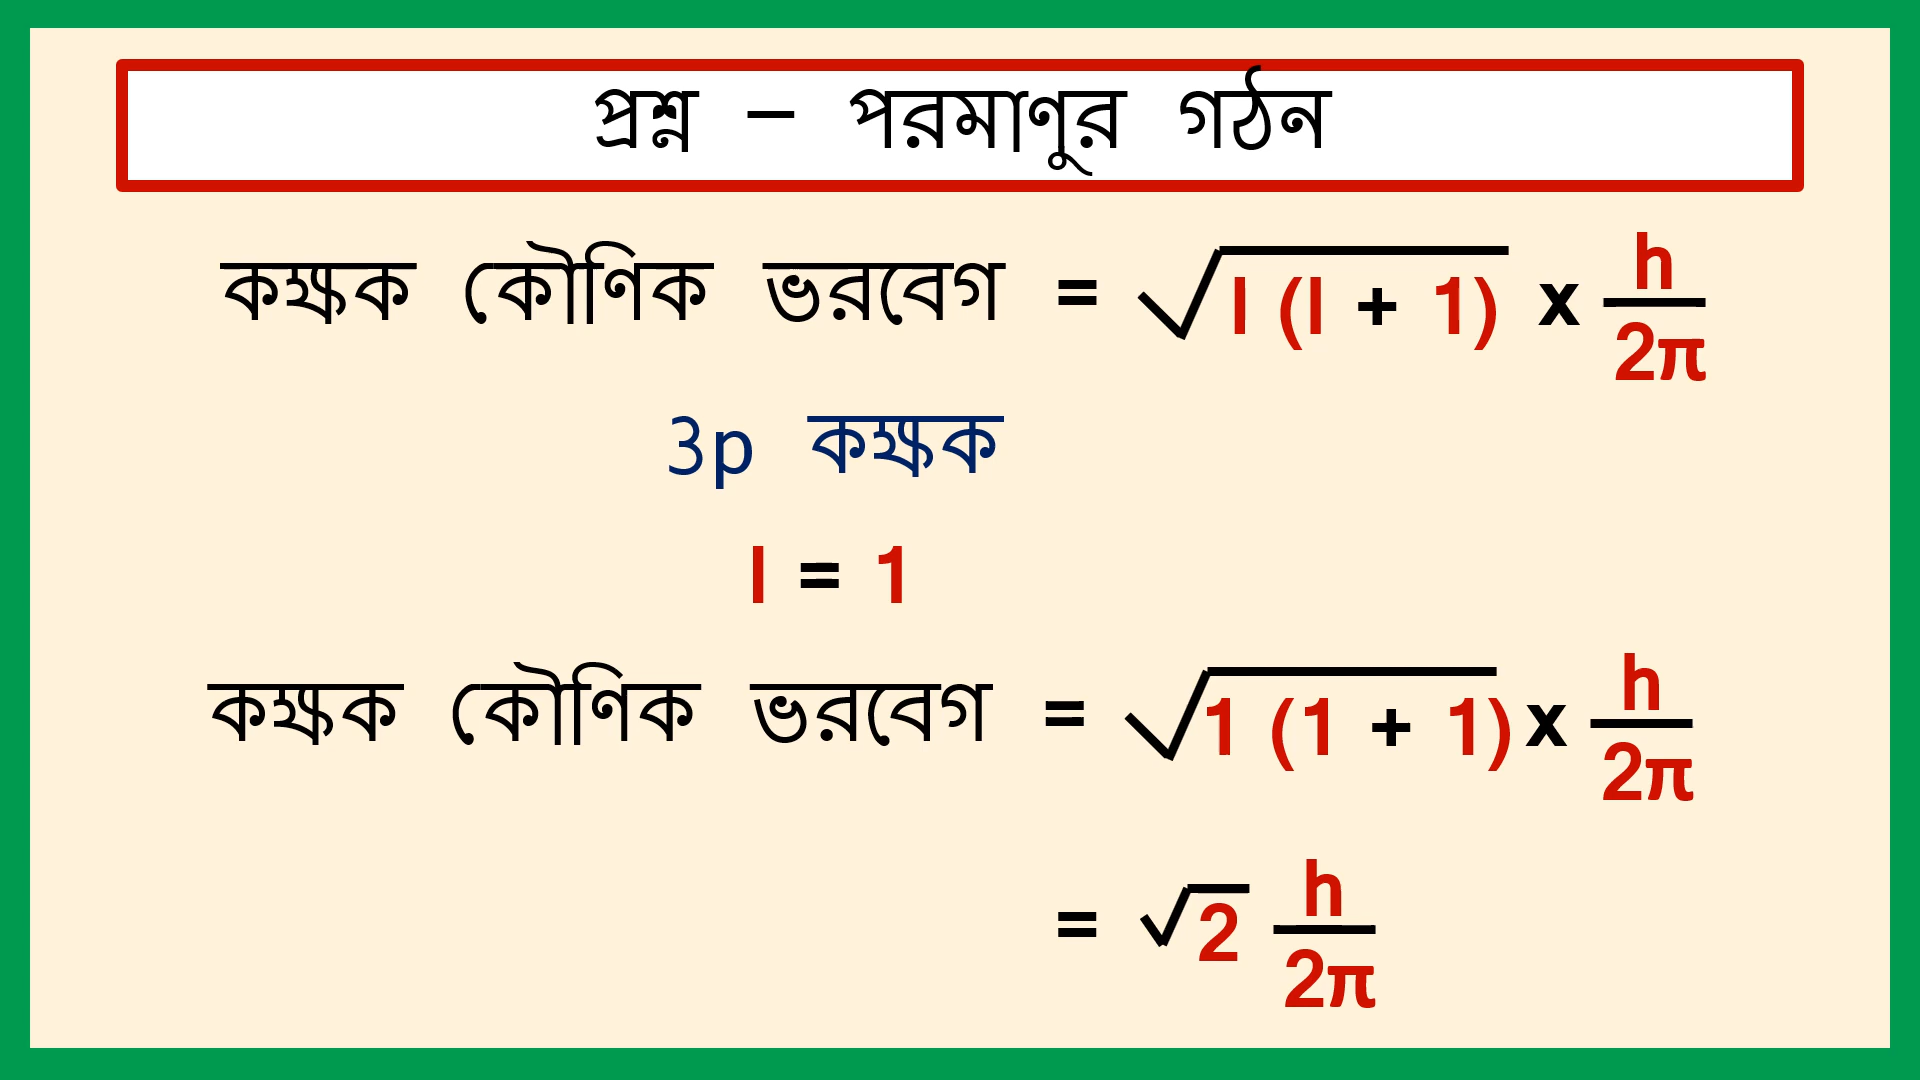 প্রশ্ন – পরমাণুর গঠন
কক্ষক কৌণিক ভরবেগ = √l (l + 1) x h/2π
3p কক্ষক
l = 1
কক্ষক কৌণিক ভরবেগ = √1 (1 + 1) x h/2π
= √2 h/2π